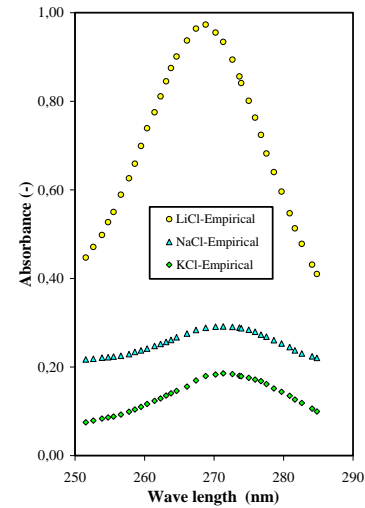 1,00
0,80
0,60
0,40
0,20
0,00
Absorbance (-)
LiCl-Empirical
NaCl-Empirical
KCl-Empirical
250 260 270 280 290
Wave length (nm)